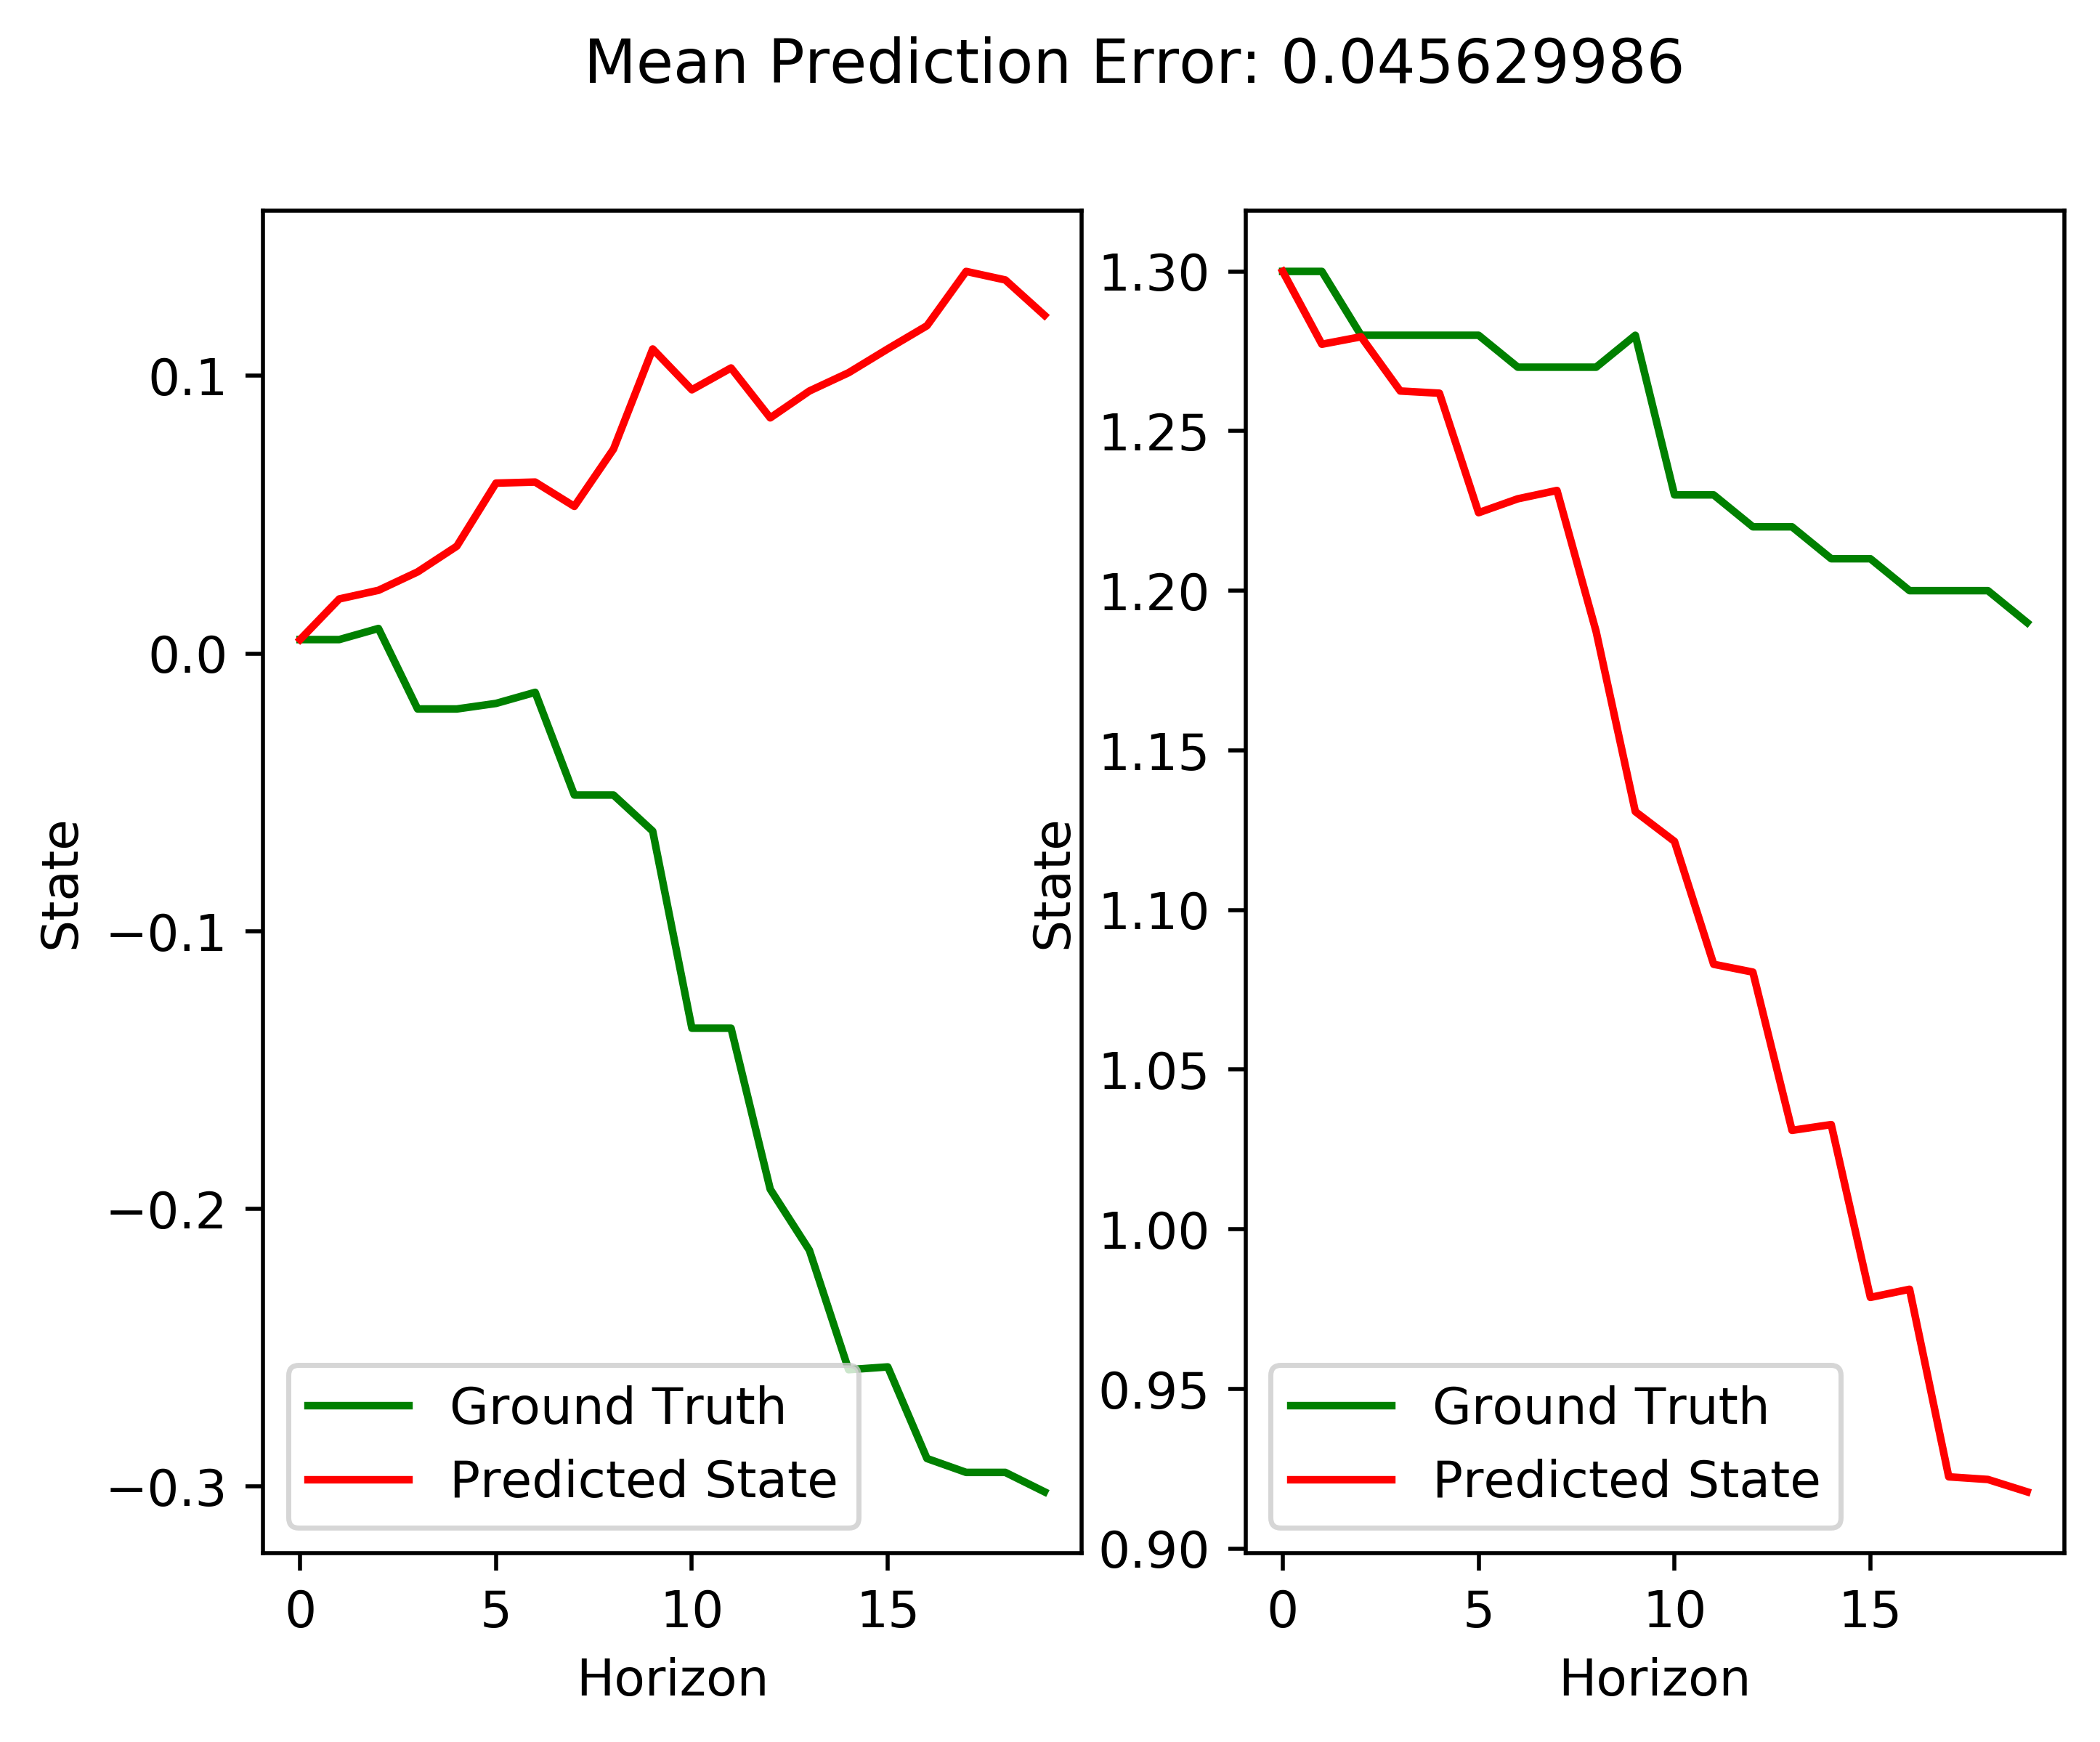 Mean Prediction Error: 0.045629986
State
0.1
0.0
−0.1
−0.2
−0.3
Ground Truth
Predicted State
0
5
10
15
Horizon
State
1.30
1.25
1.20
1.15
1.10
1.05
1.00
0.95
0.90
Ground Truth
Predicted State
0
5
10
15
Horizon